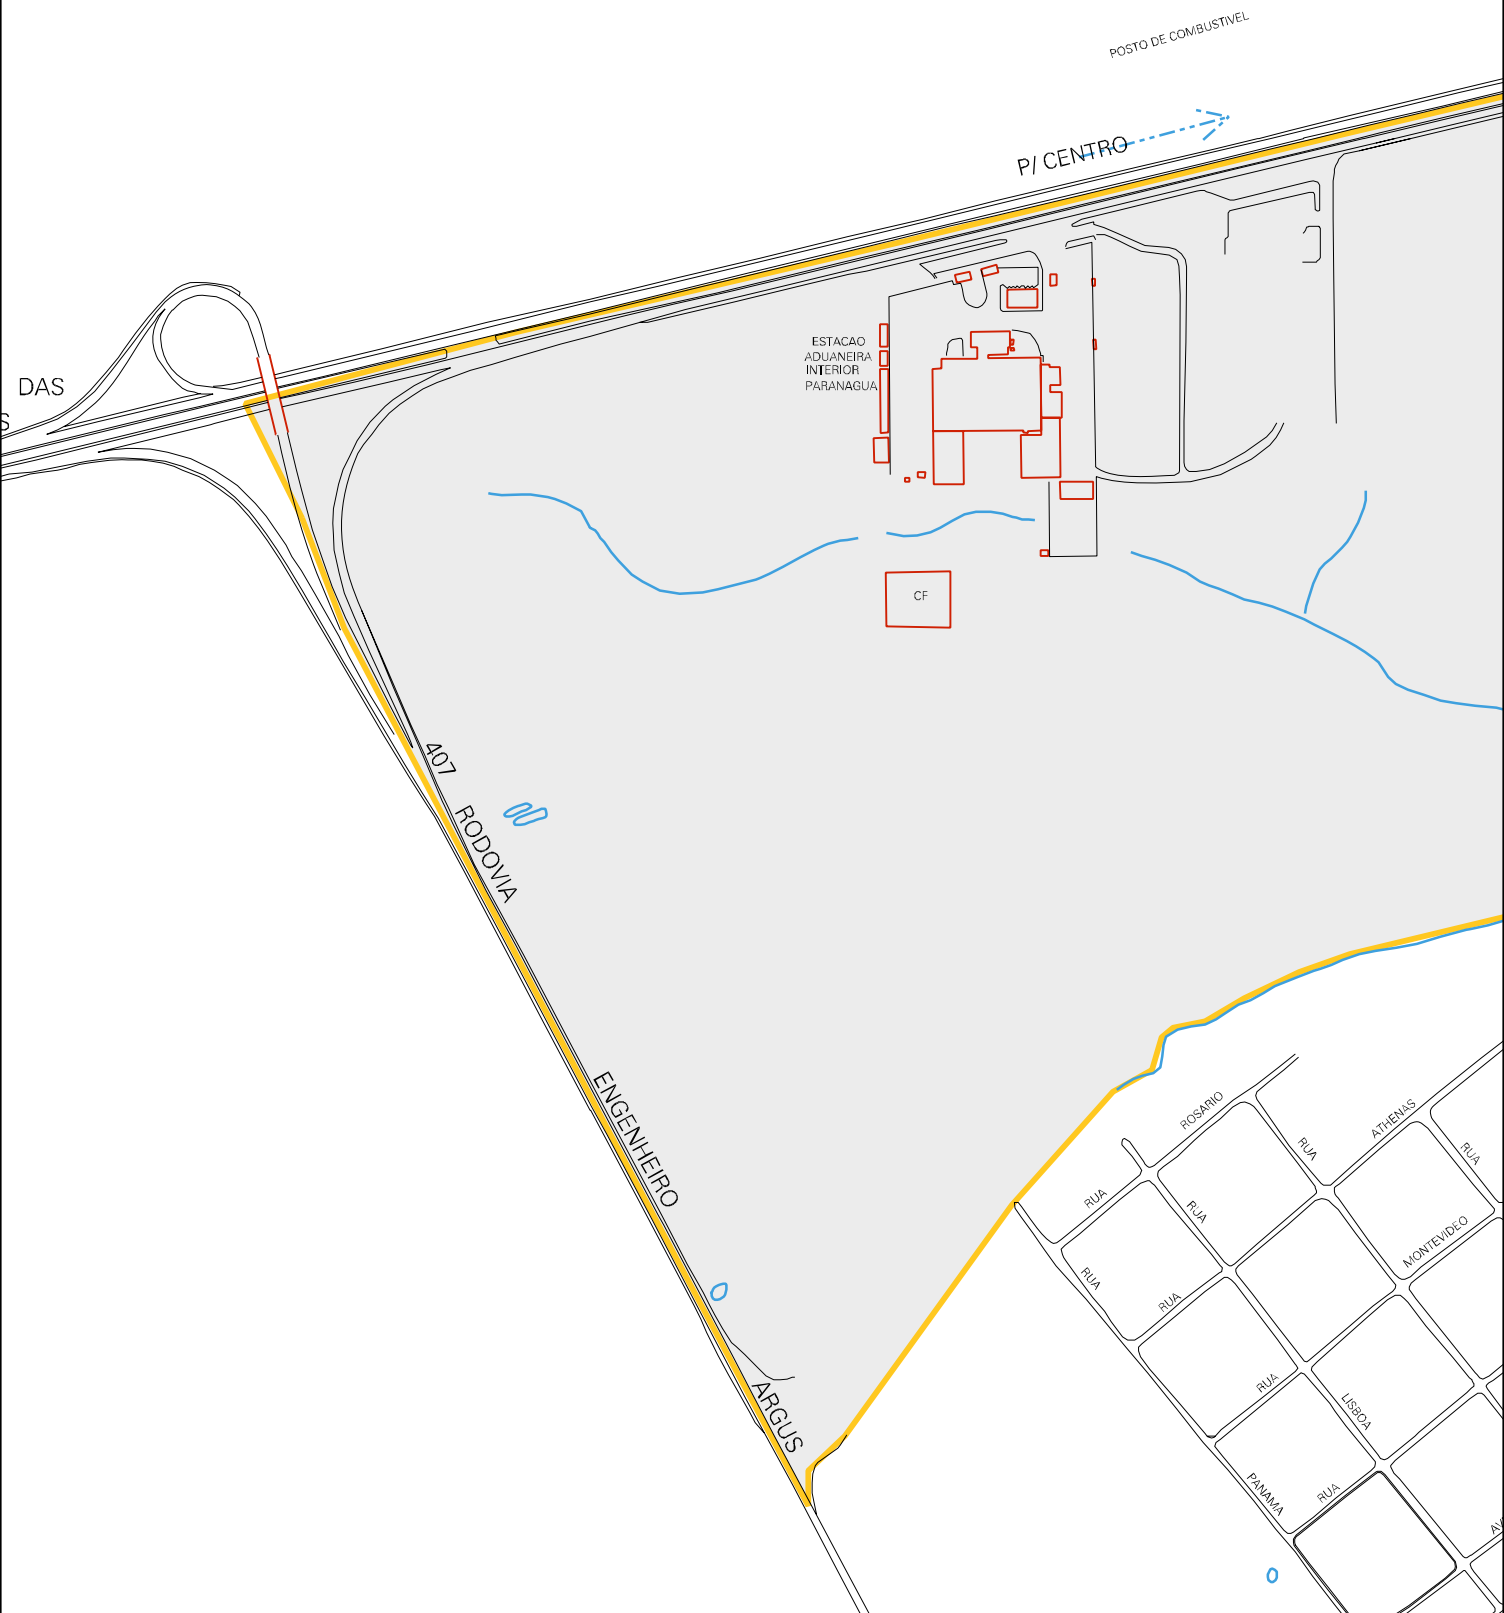 POSTO DE COMBUSTIVEL
P/ CENTRO
ESTACAO
ADUANEIRA
INTERIOR
PARANAGUA
DAS
S
CF
407
RODOVIA
ENGENHEIRO
ARGUS
ROSARIO
ATHENAS
RUA
RUA
RUA
RUA
RUA
MONTEVIDEO
RUA
RUA
LISBOA
PANAMA
RUA
AV